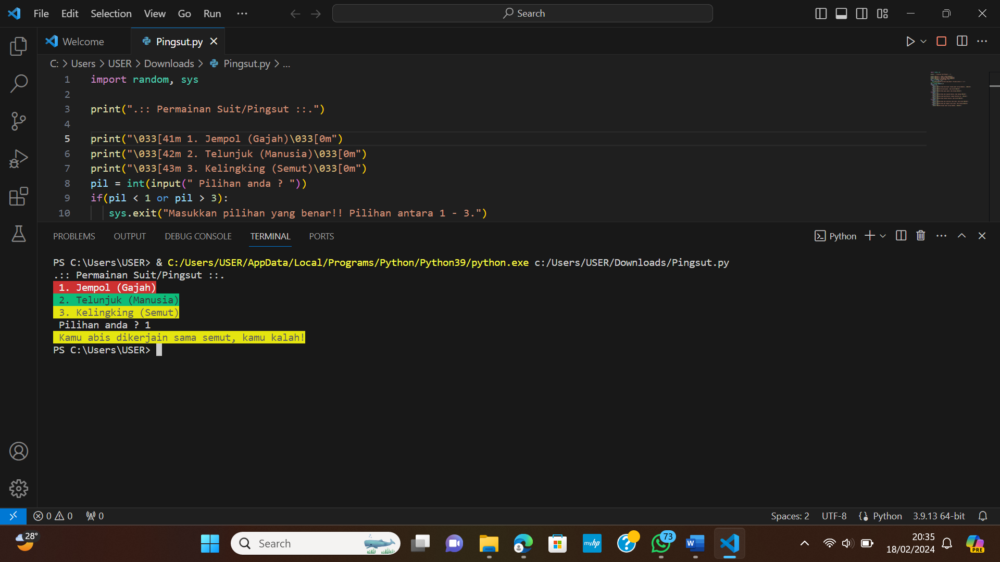 File Edit Selection View Go Run ···
Search
Welcome Pingsut.py
C: > Users > USER > Downloads > Pingsut.py > ...
1 import random, sys
2
3 print(".:: Permainan Suit/Pingsut ::.")
4
5 print("\033[41m 1. Jempol (Gajah)\033[0m")
6 print("\033[42m 2. Telunjuk (Manusia)\033[0m")
7 print("\033[43m 3. Kelingking (Semut)\033[0m")
8 pil = int(input(" Pilihan anda ? "))
9 if(pil < 1 or pil > 3):
10 sys.exit("Masukkan pilihan yang benar!! Pilihan antara 1 - 3.")
PROBLEMS OUTPUT DEBUG CONSOLE TERMINAL PORTS
Python
PS C:\Users\USER> & C:/Users/USER/AppData/Local/Programs/Python/Python39/python.exe c:/Users/USER/Downloads/Pingsut.py
.:: Permainan Suit/Pingsut ::.
1. Jempol (Gajah)
2. Telunjuk (Manusia)
3. Kelingking (Semut)
Pilihan anda ? 1
Kamu abis dikerjain sama semut, kamu kalah!
PS C:\Users\USER>
0 0 0
Spaces: 2 UTF-8 Python 3.9.13 64-bit
28°
Search
myhp
73
W
20:35
18/02/2024
PRE